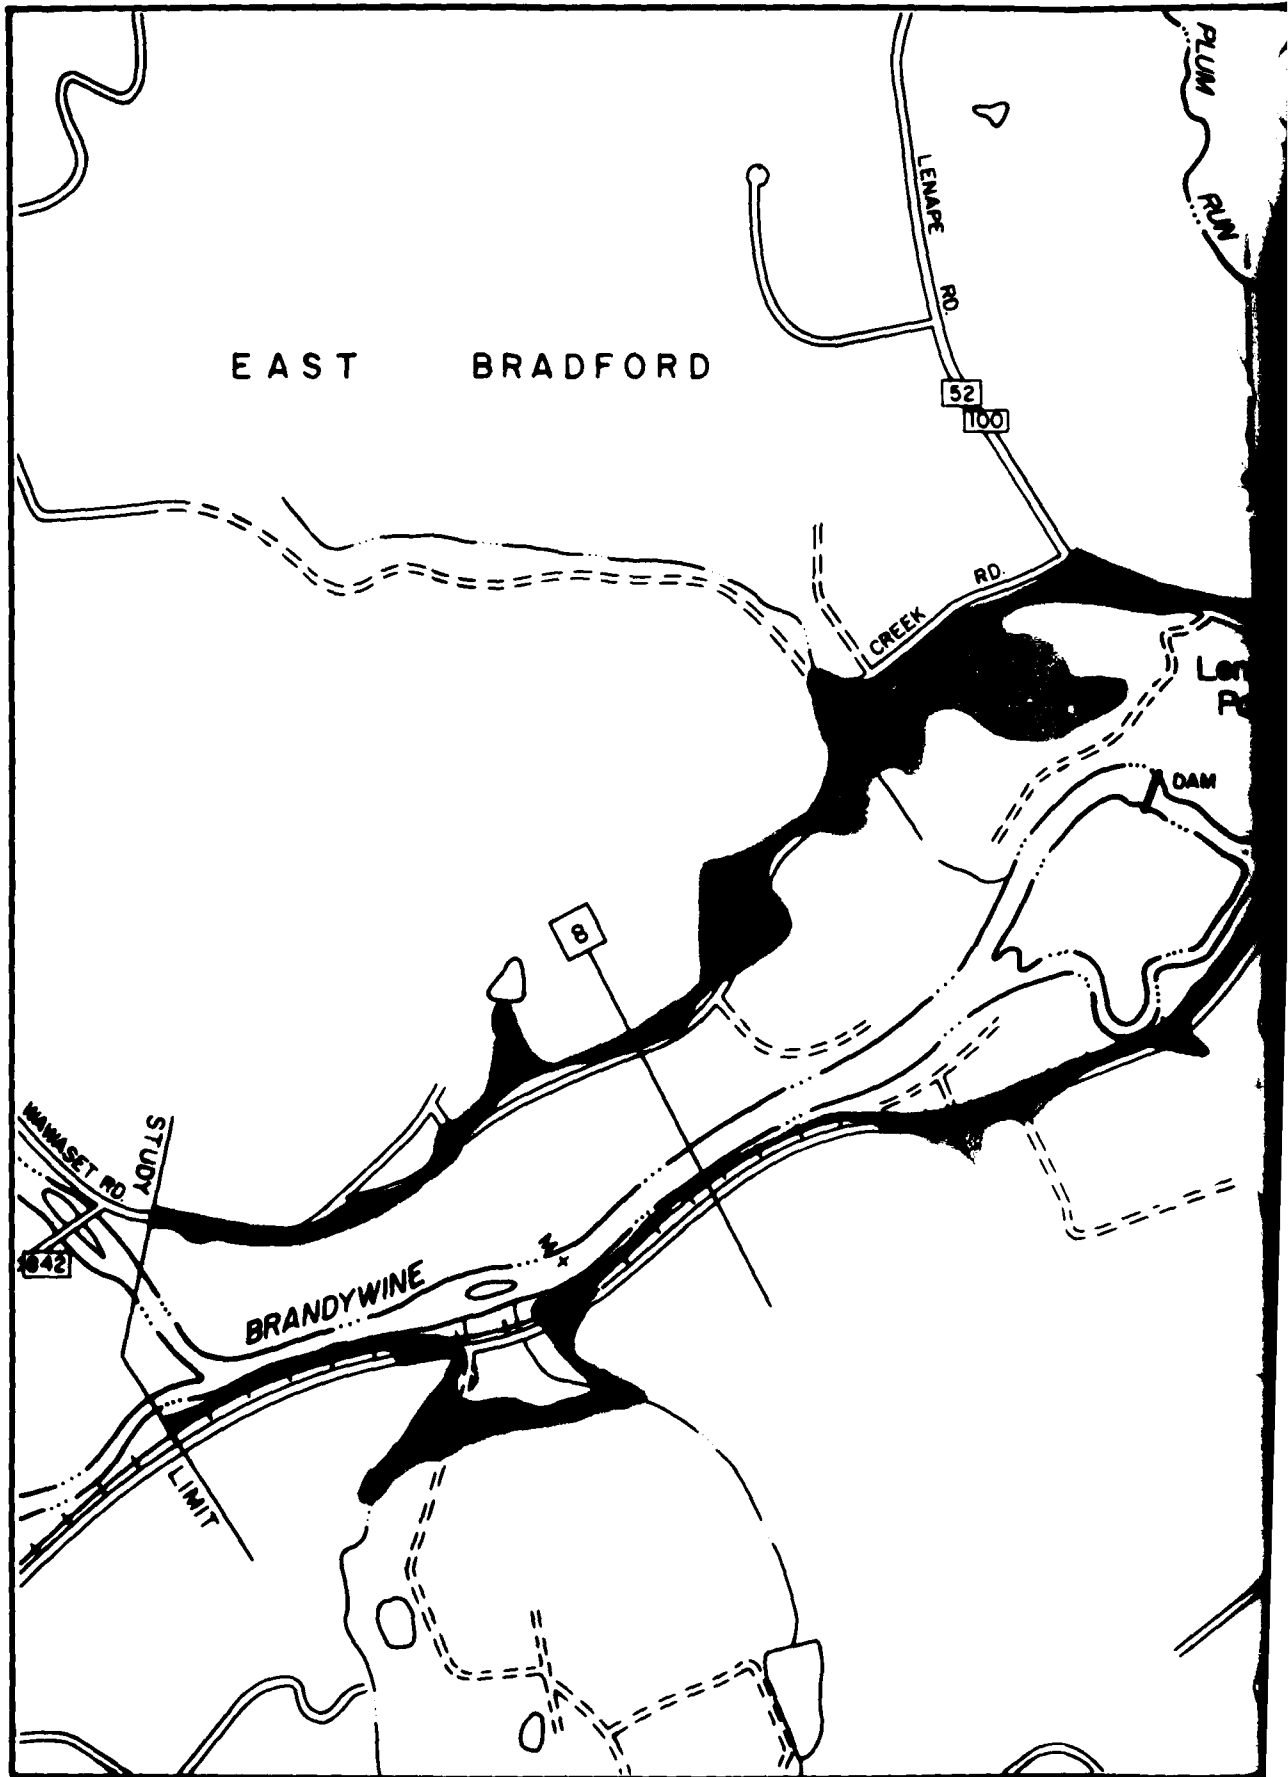 PLUM
RUN
LENAPE
RD.
EAST BRADFORD
52
100
CREEK RD.
DAM
8
WAWASET RD.
STUDY
842
BRANDYWINE
M
LIMIT